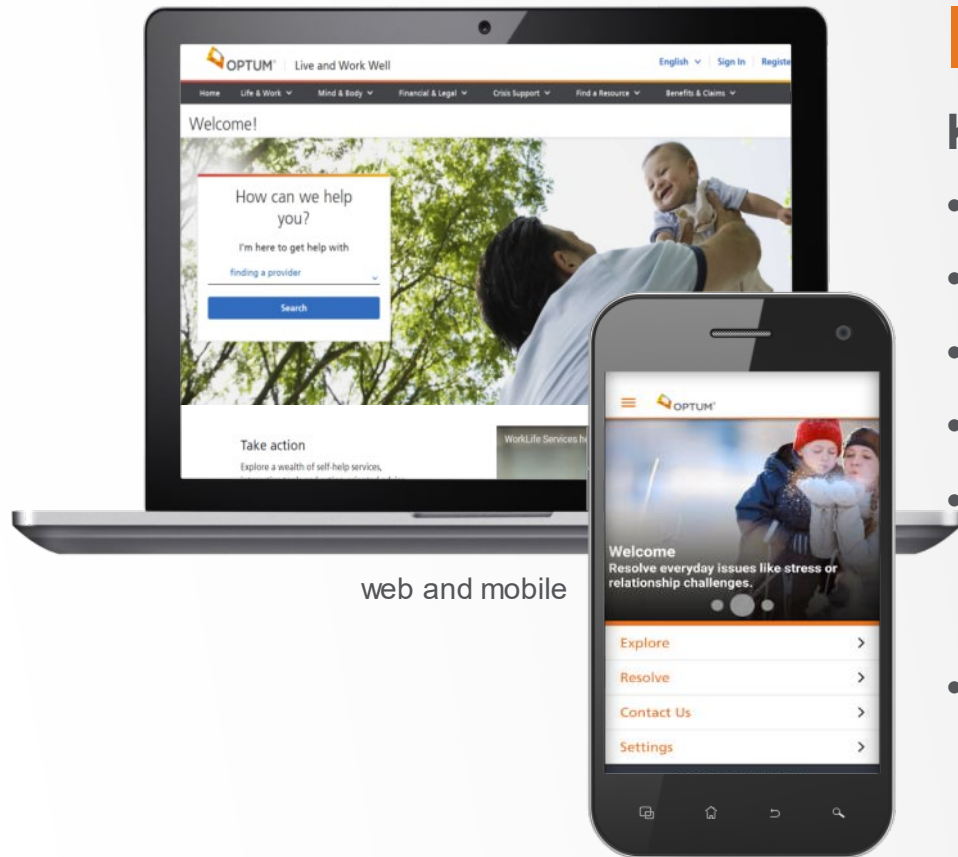 OPTUM® Live and Work Well
English Sign In Registe
Home Life & Work Mind & Body Financial & Legal Crisis Support Find a Resource Benefits & Claims
Welcome!
How can we help
you?
I'm here to get help with
finding a provider
Search
Take action
Explore a wealth of self-help services,
WorkLife Services h
OPTUM®
Welcome
Resolve everyday issues like stress or
relationship challenges.
Explore
Resolve
Contact Us
Settings
web and mobile